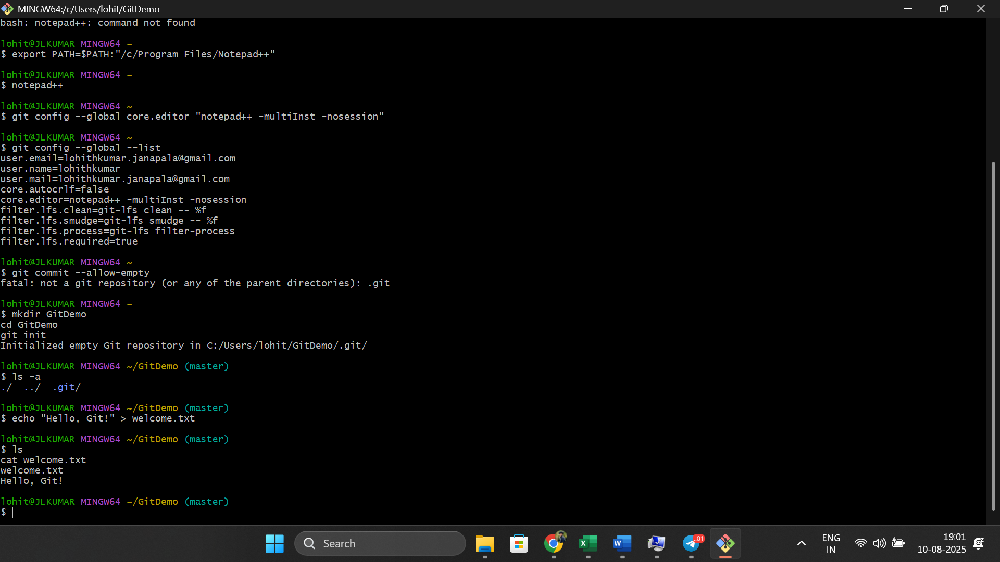 MINGW64:/c/Users/lohit/GitDemo
bash: notepad++: command not found
lohit@JLKUMAR MINGW64 ~
$ export PATH=$PATH:"/c/Program Files/Notepad++"
lohit@JLKUMAR MINGW64 ~
$ notepad++
lohit@JLKUMAR MINGW64 ~
$ git config --global core.editor "notepad++ -multiInst -nosession"
lohit@JLKUMAR MINGW64 ~
$ git config --global --list
user.email=lohithkumar.janapala@gmail.com
user.name=lohithkumar
user.mail=lohithkumar.janapala@gmail.com
core.autocrlf=false
core.editor=notepad++ -multiInst -nosession
filter.lfs.clean=git-lfs clean -- %f
filter.lfs.smudge=git-lfs smudge -- %f
filter.lfs.process=git-lfs filter-process
filter.lfs.required=true
lohit@JLKUMAR MINGW64 ~
$ git commit --allow-empty
fatal: not a git repository (or any of the parent directories): .git
lohit@JLKUMAR MINGW64 ~
$ mkdir GitDemo
cd GitDemo
git init
Initialized empty Git repository in C:/Users/lohit/GitDemo/.git/
lohit@JLKUMAR MINGW64 ~/GitDemo (master)
$ ls -a
./  ../  .git/
lohit@JLKUMAR MINGW64 ~/GitDemo (master)
$ echo "Hello, Git!" > welcome.txt
lohit@JLKUMAR MINGW64 ~/GitDemo (master)
$ ls
cat welcome.txt
welcome.txt
Hello, Git!
lohit@JLKUMAR MINGW64 ~/GitDemo (master)
$
Search
X
W
..01
ENG
IN
19:01
10-08-2025